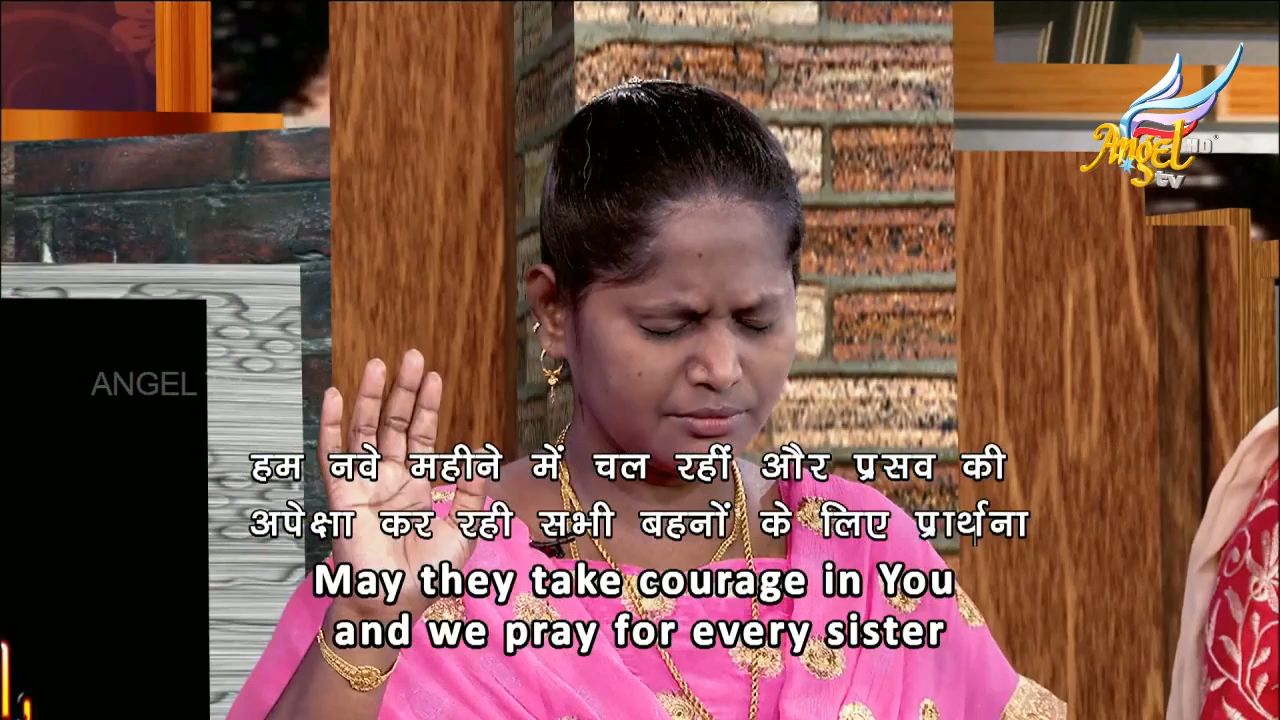 Angel
HD
tv
ANGEL
हम नवे महीने में चल रहीं और प्रसव की
अपेक्षा कर रही सभी बहनों के लिए प्रार्थना
May they take courage in You
and we pray for every sister